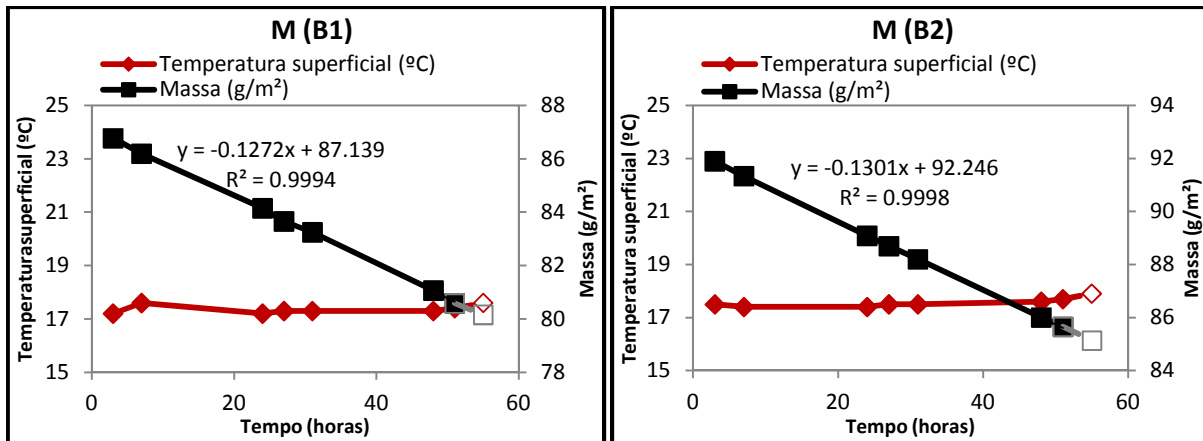 M (B1)
Temperatura superficial (ºC)
Massa (g/m²)
Temperaturasuperficial (ºC)
25
23
21
19
17
15
y = -0.1272x + 87.139
R² = 0.9994
88
86
84
82
80
78
Massa (g/m²)
0 20 40 60
Tempo (horas)
M (B2)
Temperatura superficial (ºC)
Massa (g/m²)
Temperatura superficial (ºC)
25
23
21
19
17
15
y = -0.1301x + 92.246
R² = 0.9998
94
92
90
88
86
84
Massa (g/m²)
0 20 40 60
Tempo (horas)